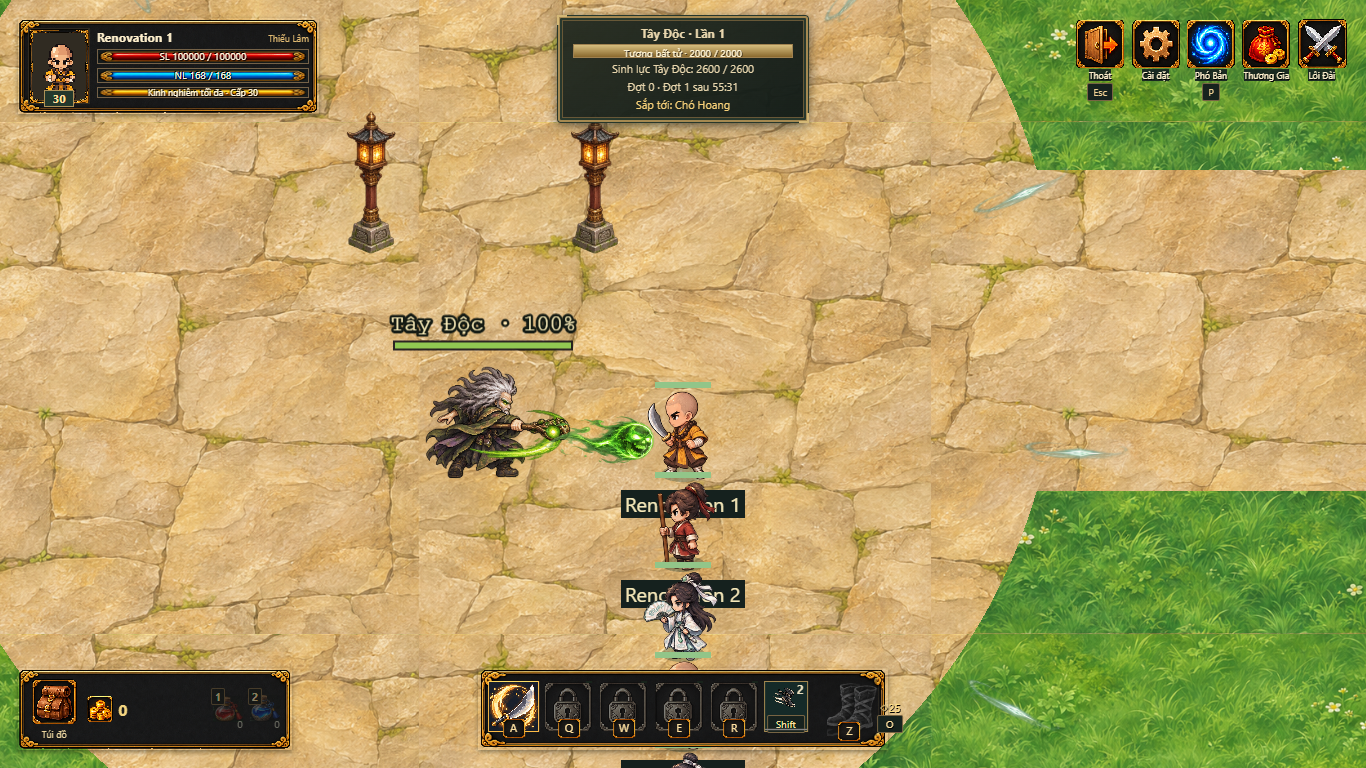 Renovation 1
Thiếu Lâm
SL 100000 / 100000
NL 168 / 168
Kinh nghiệm tối đa · Cấp 30
30
Tây Độc · Lần 1
Tương bất tử · 2000 / 2000
Sinh lực Tây Độc: 2600 / 2600
Đợt 0 · Đợt 1 sau 55:31
Sắp tới: Chó Hoang
Thoát
Cài đặt
Phó Bản
Thương Gia
Lôi Đài
Esc
P
Tây Độc · 100%
Túi đồ
0
1
0
2
0
A
Q
W
E
R
2
Shift
Z
O